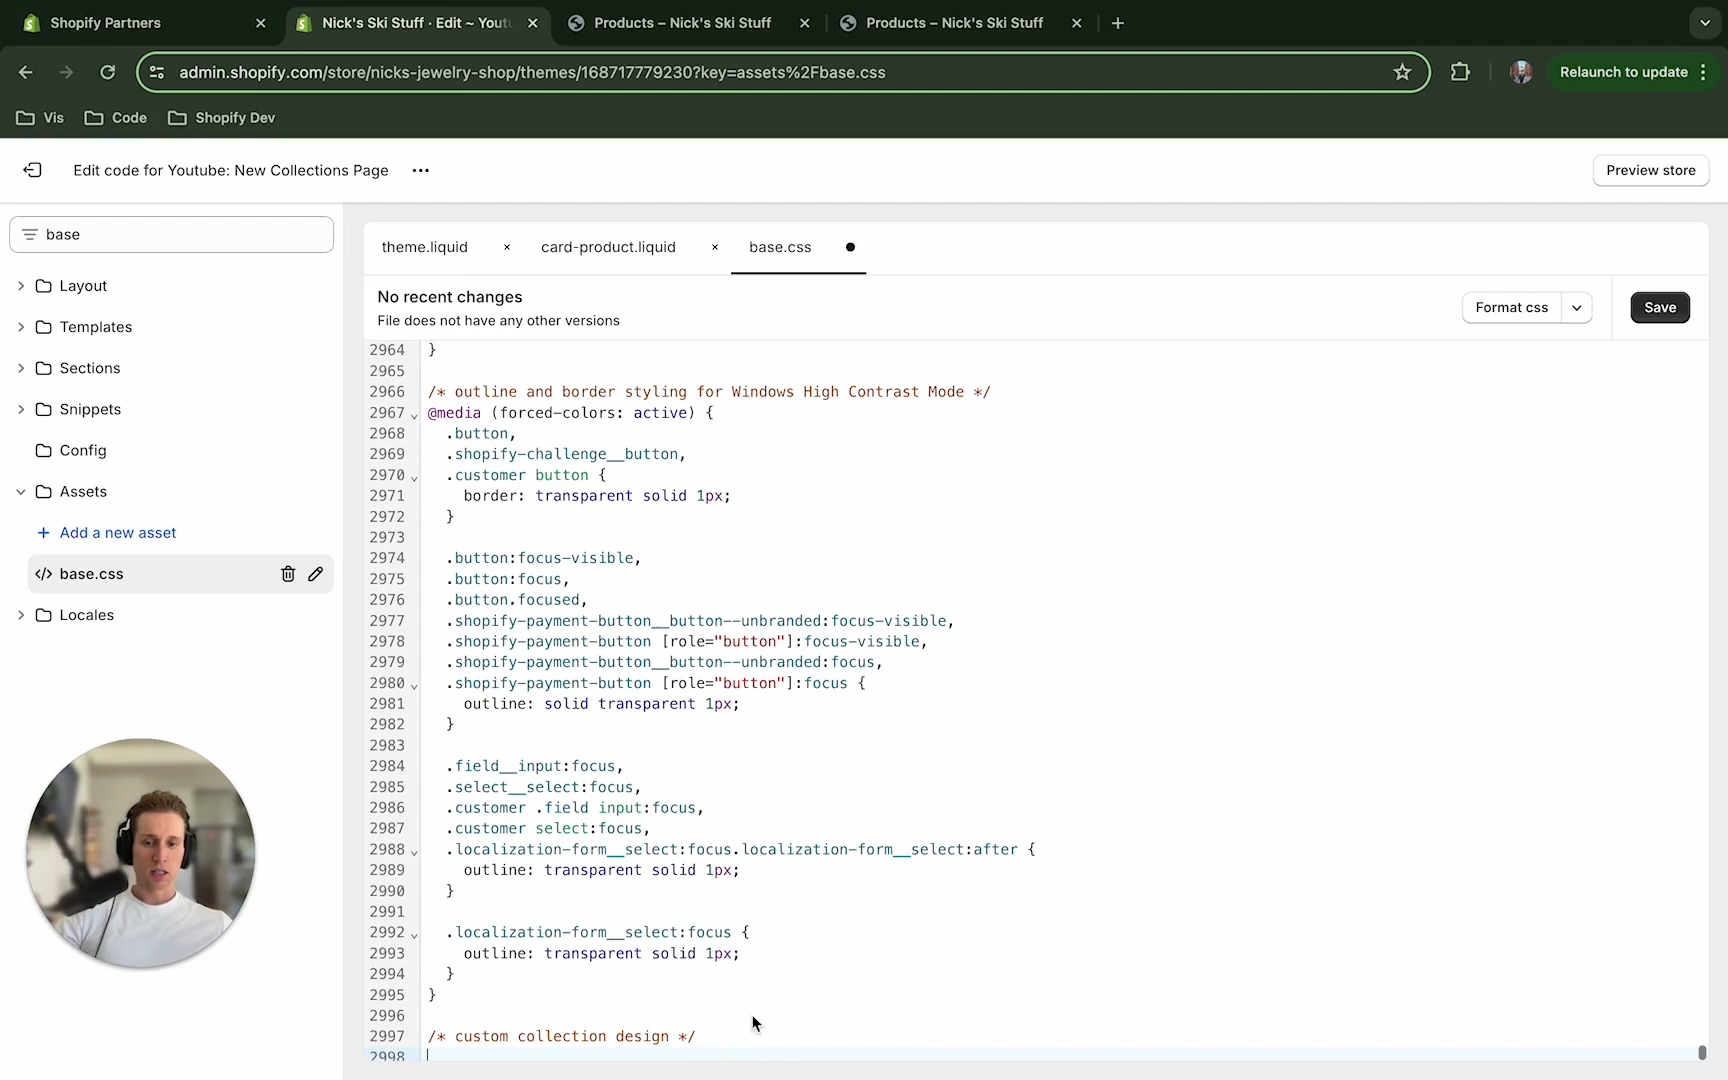 Shopify Partners
Nick's Ski Stuff · Edit ~ Yout
Products – Nick's Ski Stuff
Products – Nick's Ski Stuff
admin.shopify.com/store/nicks-jewelry-shop/themes/168717779230?key=assets%2Fbase.css
Relaunch to update
Vis
Code
Shopify Dev
Edit code for Youtube: New Collections Page
Preview store
base
Layout
Templates
Sections
Snippets
Config
Assets
+ Add a new asset
</> base.css
Locales
theme.liquid
card-product.liquid
base.css
No recent changes
File does not have any other versions
Format css
Save
2964 }
2965
2966 /* outline and border styling for Windows High Contrast Mode */
2967 @media (forced-colors: active) {
2968 .button,
2969 .shopify-challenge__button,
2970 .customer button {
2971 border: transparent solid 1px;
2972 }
2973
2974 .button:focus-visible,
2975 .button:focus,
2976 .button.focused,
2977 .shopify-payment-button__button--unbranded:focus-visible,
2978 .shopify-payment-button [role="button"]:focus-visible,
2979 .shopify-payment-button__button--unbranded:focus,
2980 .shopify-payment-button [role="button"]:focus {
2981 outline: solid transparent 1px;
2982 }
2983
2984 .field__input:focus,
2985 .select__select:focus,
2986 .customer .field input:focus,
2987 .customer select:focus,
2988 .localization-form__select:focus.localization-form__select:after {
2989 outline: transparent solid 1px;
2990 }
2991
2992 .localization-form__select:focus {
2993 outline: transparent solid 1px;
2994 }
2995 }
2996
2997 /* custom collection design */
2998